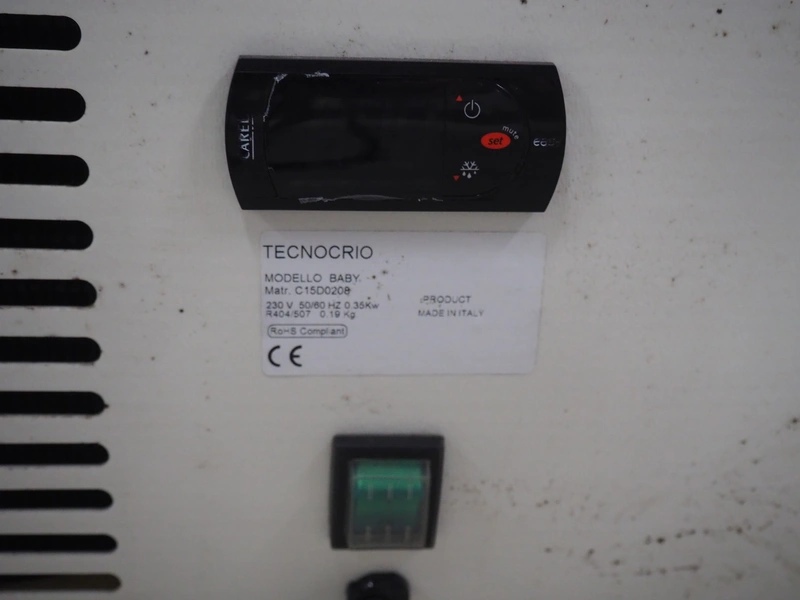 CAREL
mute
set
easy
TECNOCRIO
MODELLO BABY
Matr. C15D0208
230 V 50/60 HZ 0.35Kw
R404/507 0.19 Kg
RoHS Compliant
CE
PRODUCT
MADE IN ITALY